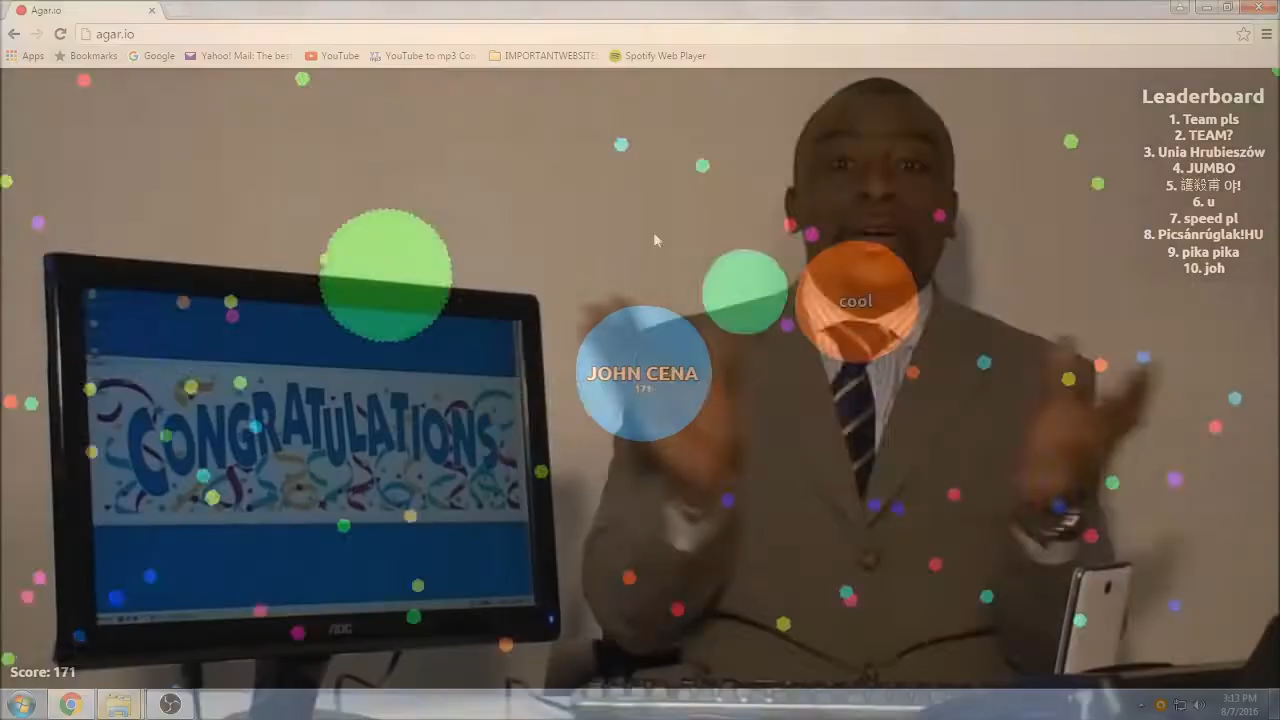 Agar.io
agar.io
Apps Bookmarks Google Yahoo! Mail: The best YouTube YouTube to mp3 Con IMPORTANTWEBSITE Spotify Web Player
Leaderboard
1. Team pls
2. TEAM?
3. Unia Hrubieszów
4. JUMBO
5. 護殺甫 야!
6. u
7. speed pl
8. Picsánrúglak!HU
9. pika pika
10. joh
cool
JOHN CENA
171
CONGRATULATIONS
AOC
Score: 171
3:13 PM
8/7/2016